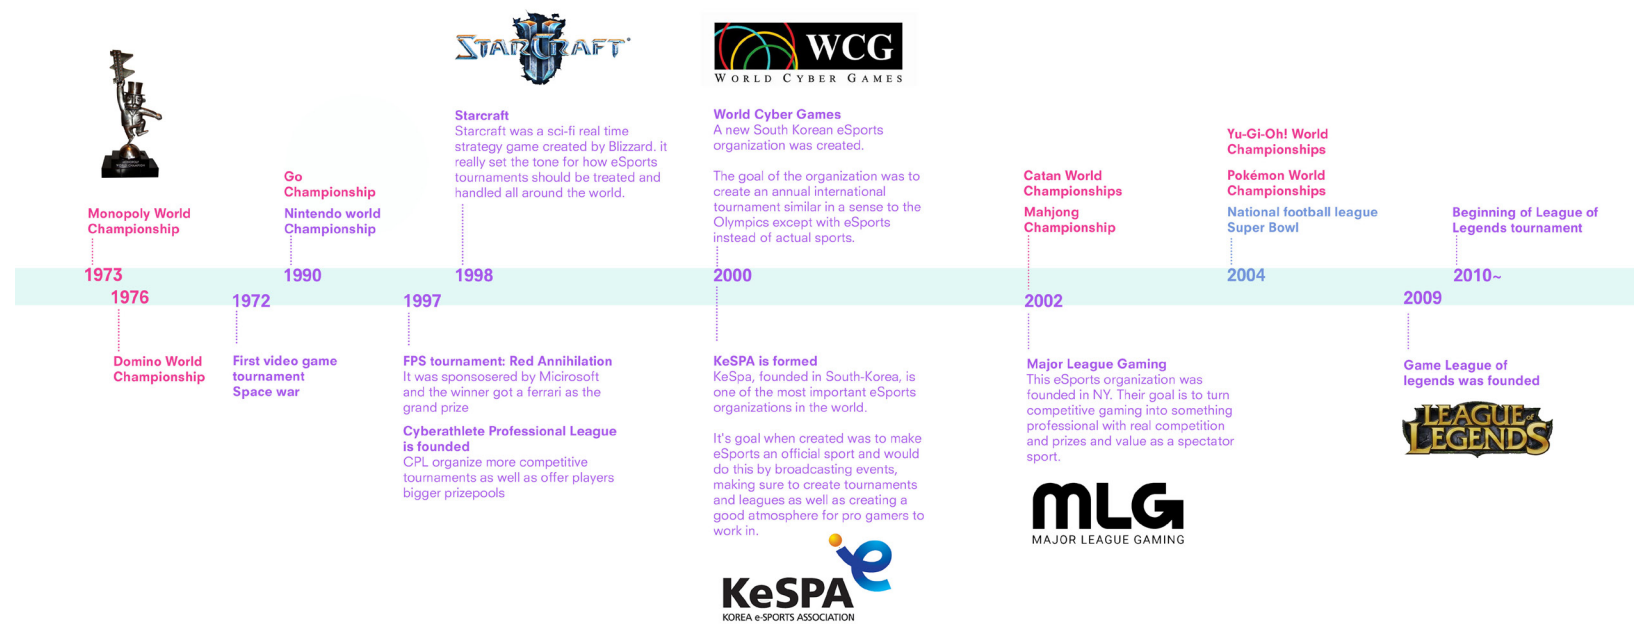 STARCRAFT
II
WCG
WORLD CYBER GAMES
Monopoly World
Championship
1973
1976
Domino World
Championship
1972
First video game
tournament
Space war
Go
Championship
Nintendo world
Championship
1990
1997
FPS tournament: Red Annihilation
It was sponsosered by Micirosoft
and the winner got a ferrari as the
grand prize
Cyberathlete Professional League
is founded
CPL organize more competitive
tournaments as well as offer players
bigger prizepools
Starcraft
Starcraft was a sci-fi real time
strategy game created by Blizzard. it
really set the tone for how eSports
tournaments should be treated and
handled all around the world.
1998
World Cyber Games
A new South Korean eSports
organization was created.
The goal of the organization was to
create an annual international
tournament similar in a sense to the
Olympics except with eSports
instead of actual sports.
2000
KeSPA is formed
KeSpa, founded in South-Korea, is
one of the most important eSports
organizations in the world.
It's goal when created was to make
eSports an official sport and would
do this by broadcasting events,
making sure to create tournaments
and leagues as well as creating a
good atmosphere for pro gamers to
work in.
KeSPA
KOREA e-SPORTS ASSOCIATION
Catan World
Championships
Mahjong
Championship
2002
Major League Gaming
This eSports organization was
founded in NY. Their goal is to turn
competitive gaming into something
professional with real competition
and prizes and value as a spectator
sport.
MLG
MAJOR LEAGUE GAMING
Yu-Gi-Oh! World
Championships
Pokémon World
Championships
National football league
Super Bowl
2004
2009
Game League of
legends was founded
LEAGUE OF
LEGENDS
Beginning of League of
Legends tournament
2010~